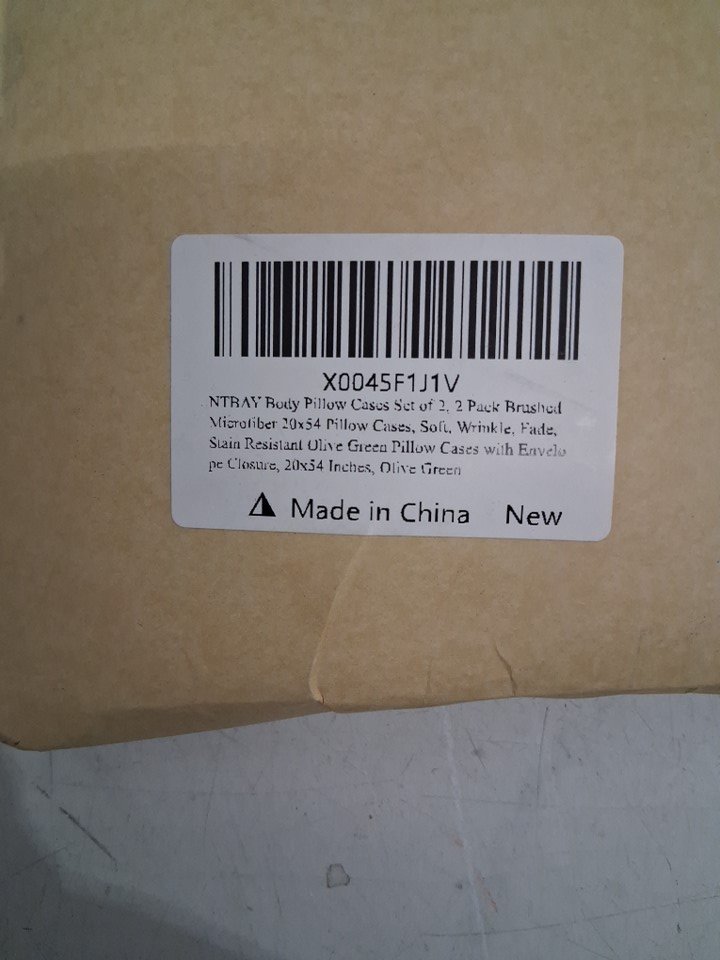 X0045F1J1V
NTBAY Body Pillow Cases Set of 2, 2 Pack Brushed
Microfiber 20x54 Pillow Cases, Soft, Wrinkle, Fade,
Stain Resistant Olive Green Pillow Cases with Envelo
pe Closure, 20x54 Inches, Olive Green
Made in China New